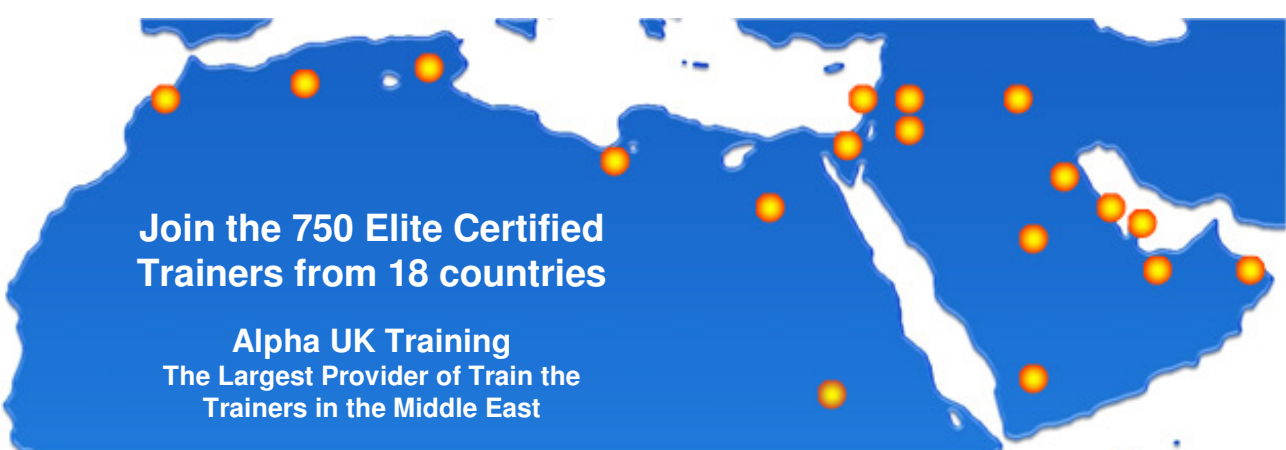 Join the 750 Elite Certified
Trainers from 18 countries
Alpha UK Training
The Largest Provider of Train the
Trainers in the Middle East